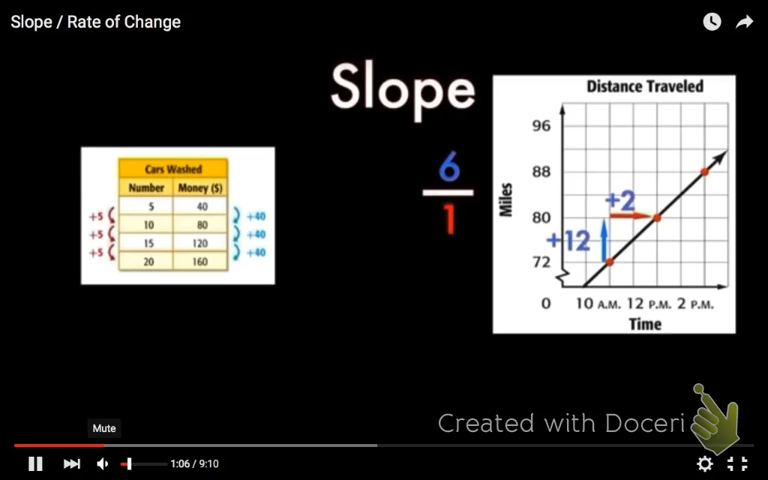 Slope / Rate of Change
Slope
6
1
Cars Washed
Number Money ($)
5 40
10 80
15 120
20 160
+5
+5
+5
+40
+40
+40
Distance Traveled
Miles
96
88
80
72
0
+2
+12
10 A.M. 12 P.M. 2 P.M.
Time
Created with Doceri
Mute
1:06 / 9:10